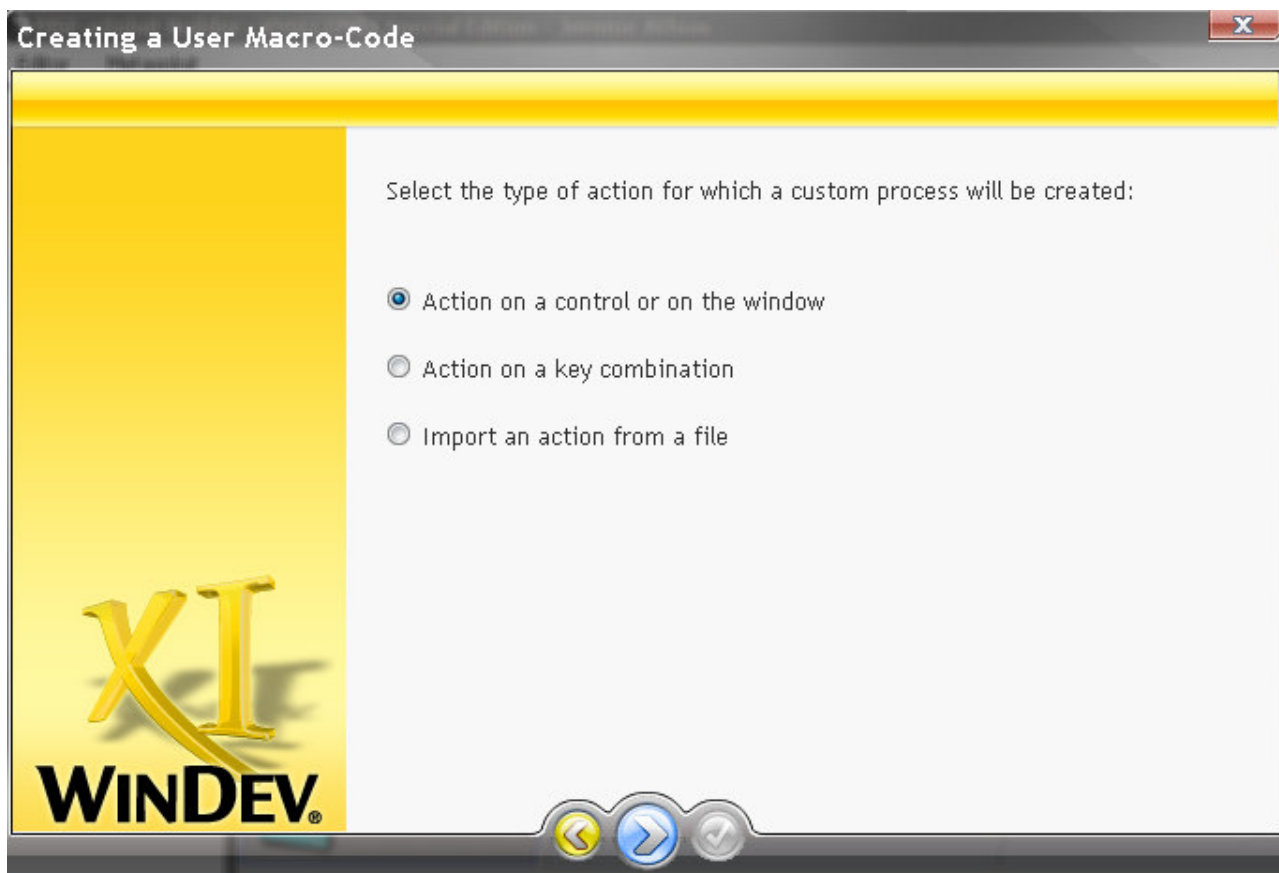 Creating a User Macro-Code
Select the type of action for which a custom process will be created:
Action on a control or on the window
Action on a key combination
Import an action from a file
XI
WINDEV®